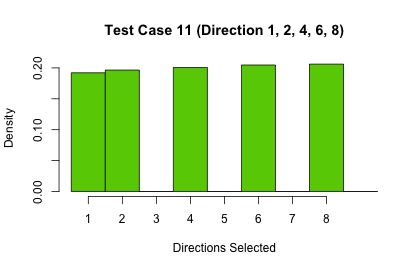 Test Case 11 (Direction 1, 2, 4, 6, 8)
Density
0.20
0.10
0.00
1 2 3 4 5 6 7 8
Directions Selected